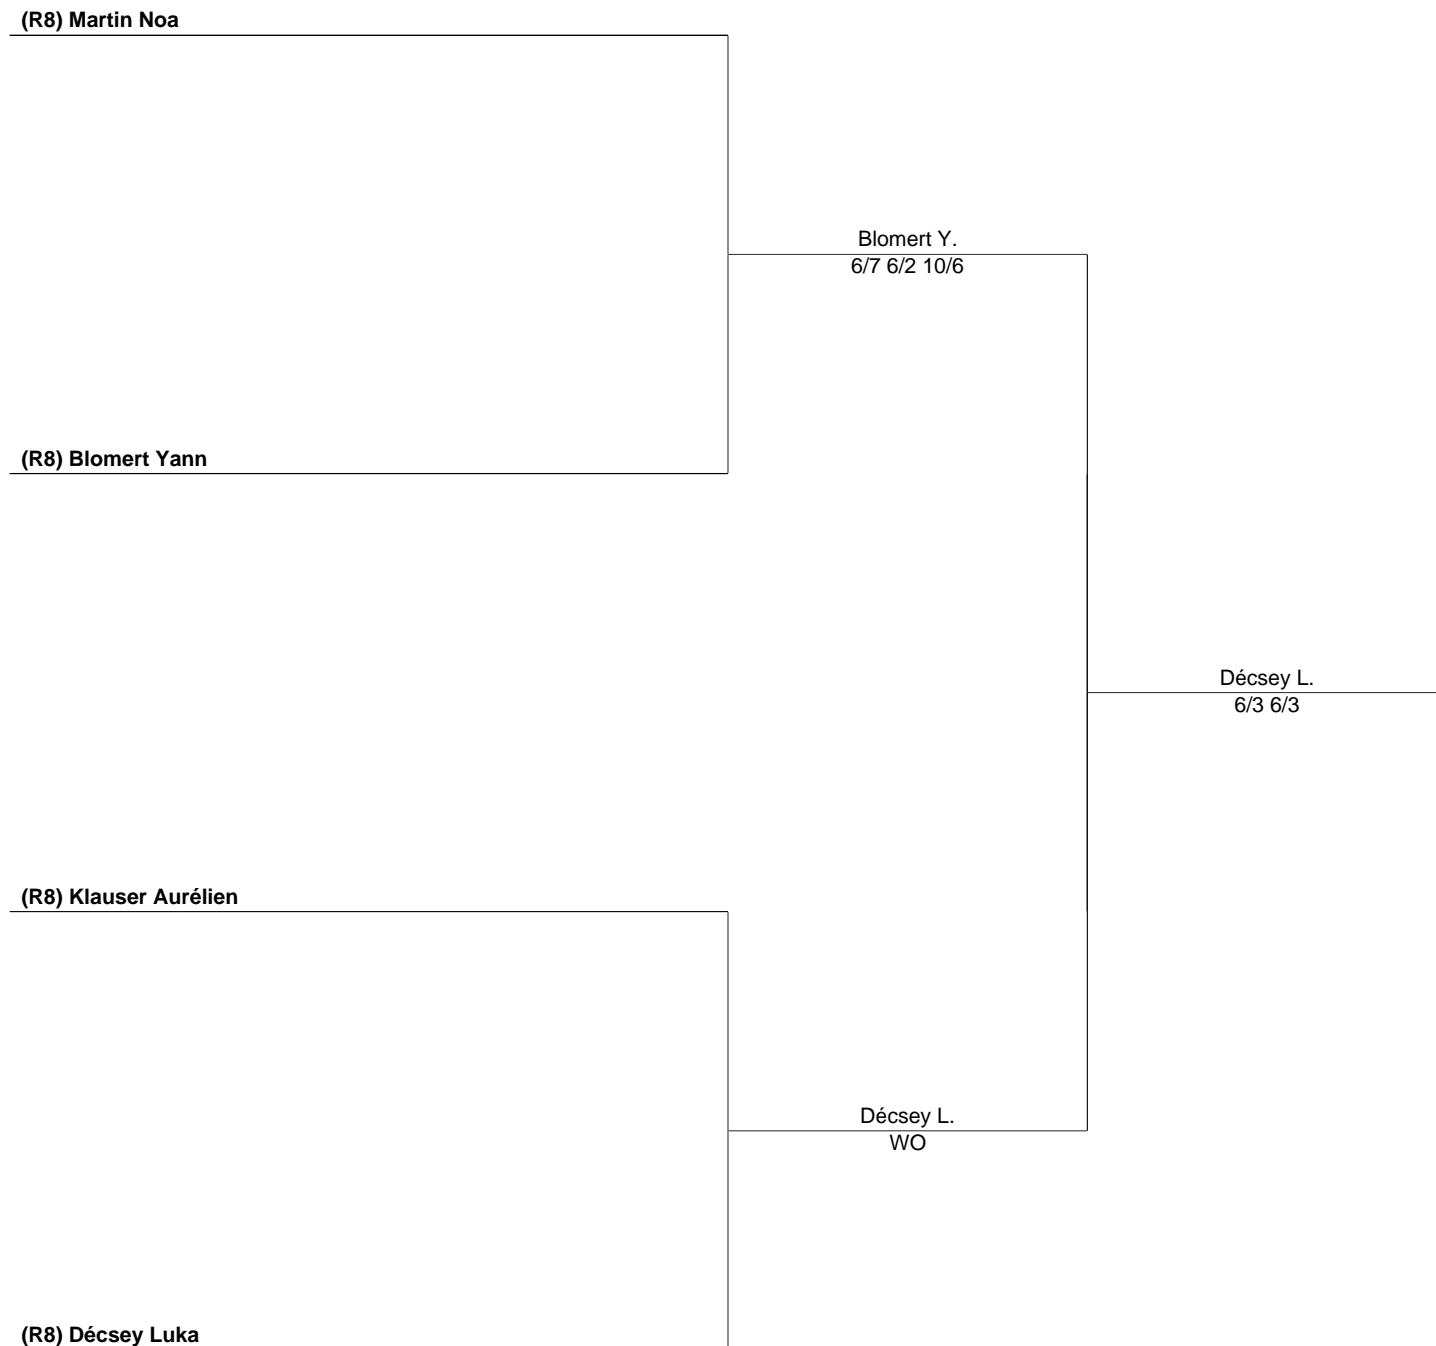 (R8) Martin Noa
Blomert Y.
6/7 6/2 10/6
(R8) Blomert Yann
Décsey L.
6/3 6/3
(R8) Klauser Aurélien
Décsey L.
WO
(R8) Décsey Luka